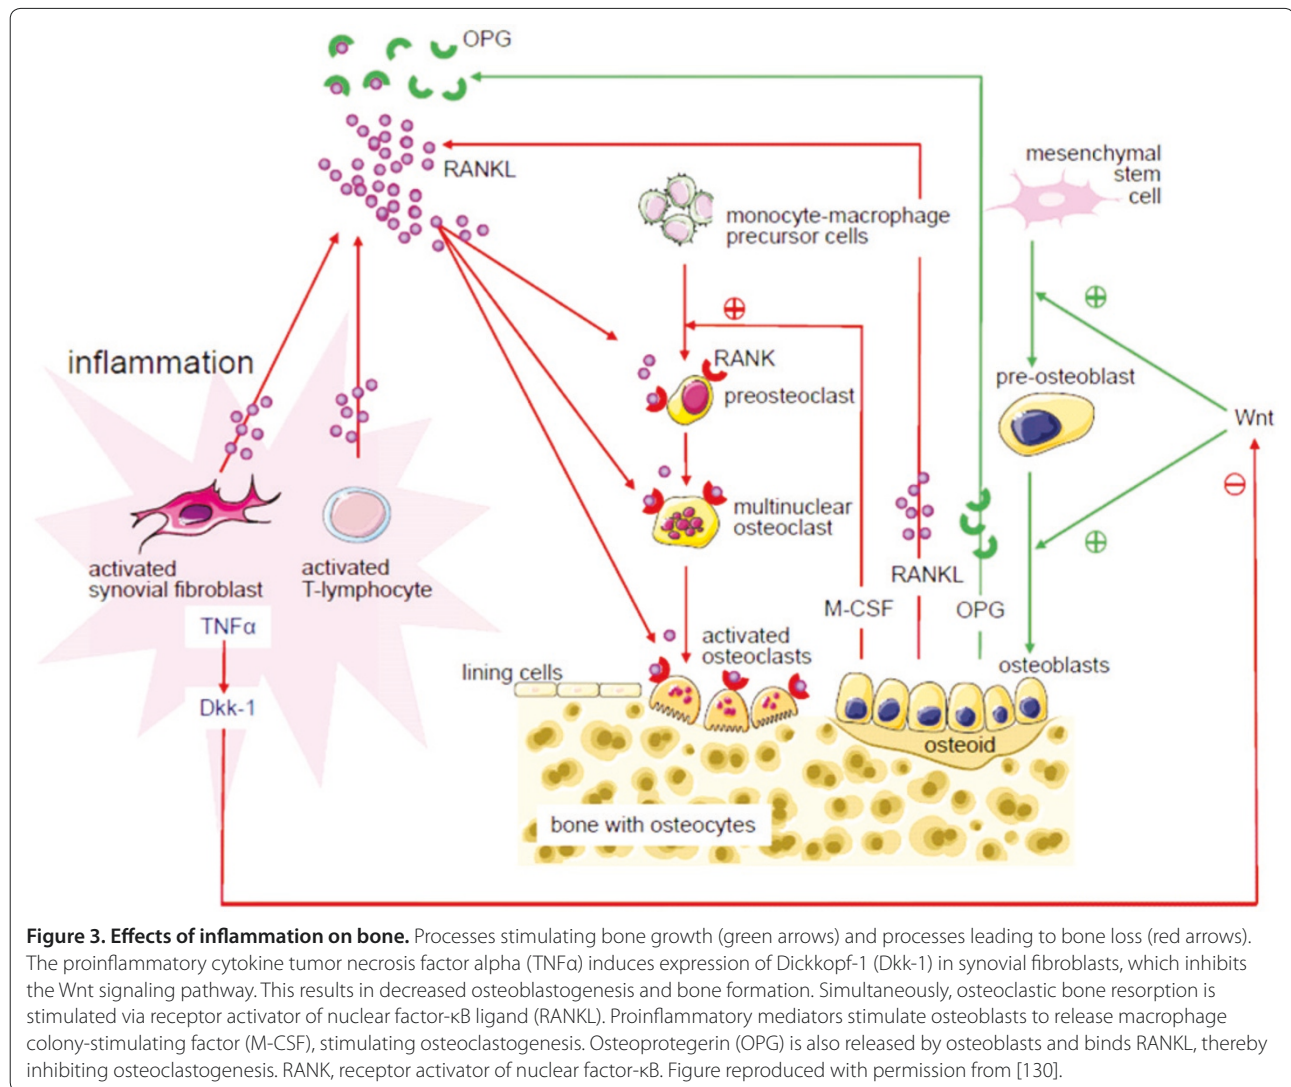 OPG
RANKL
mesenchymal
stem
cell
monocyte-macrophage
precursor cells
inflammation
RANK
preosteoclast
pre-osteoblast
Wnt
multinuclear
osteoclast
activated
synovial fibroblast
activated
T-lymphocyte
RANKL
M-CSF
OPG
TNFα
activated
osteoclasts
osteoblasts
lining cells
Dkk-1
osteoid
bone with osteocytes
Figure 3. Effects of inflammation on bone. Processes stimulating bone growth (green arrows) and processes leading to bone loss (red arrows).
The proinflammatory cytokine tumor necrosis factor alpha (TNFα) induces expression of Dickkopf-1 (Dkk-1) in synovial fibroblasts, which inhibits
the Wnt signaling pathway. This results in decreased osteoblastogenesis and bone formation. Simultaneously, osteoclastic bone resorption is
stimulated via receptor activator of nuclear factor-κB ligand (RANKL). Proinflammatory mediators stimulate osteoblasts to release macrophage
colony-stimulating factor (M-CSF), stimulating osteoclastogenesis. Osteoprotegerin (OPG) is also released by osteoblasts and binds RANKL, thereby
inhibiting osteoclastogenesis. RANK, receptor activator of nuclear factor-κB. Figure reproduced with permission from [130].